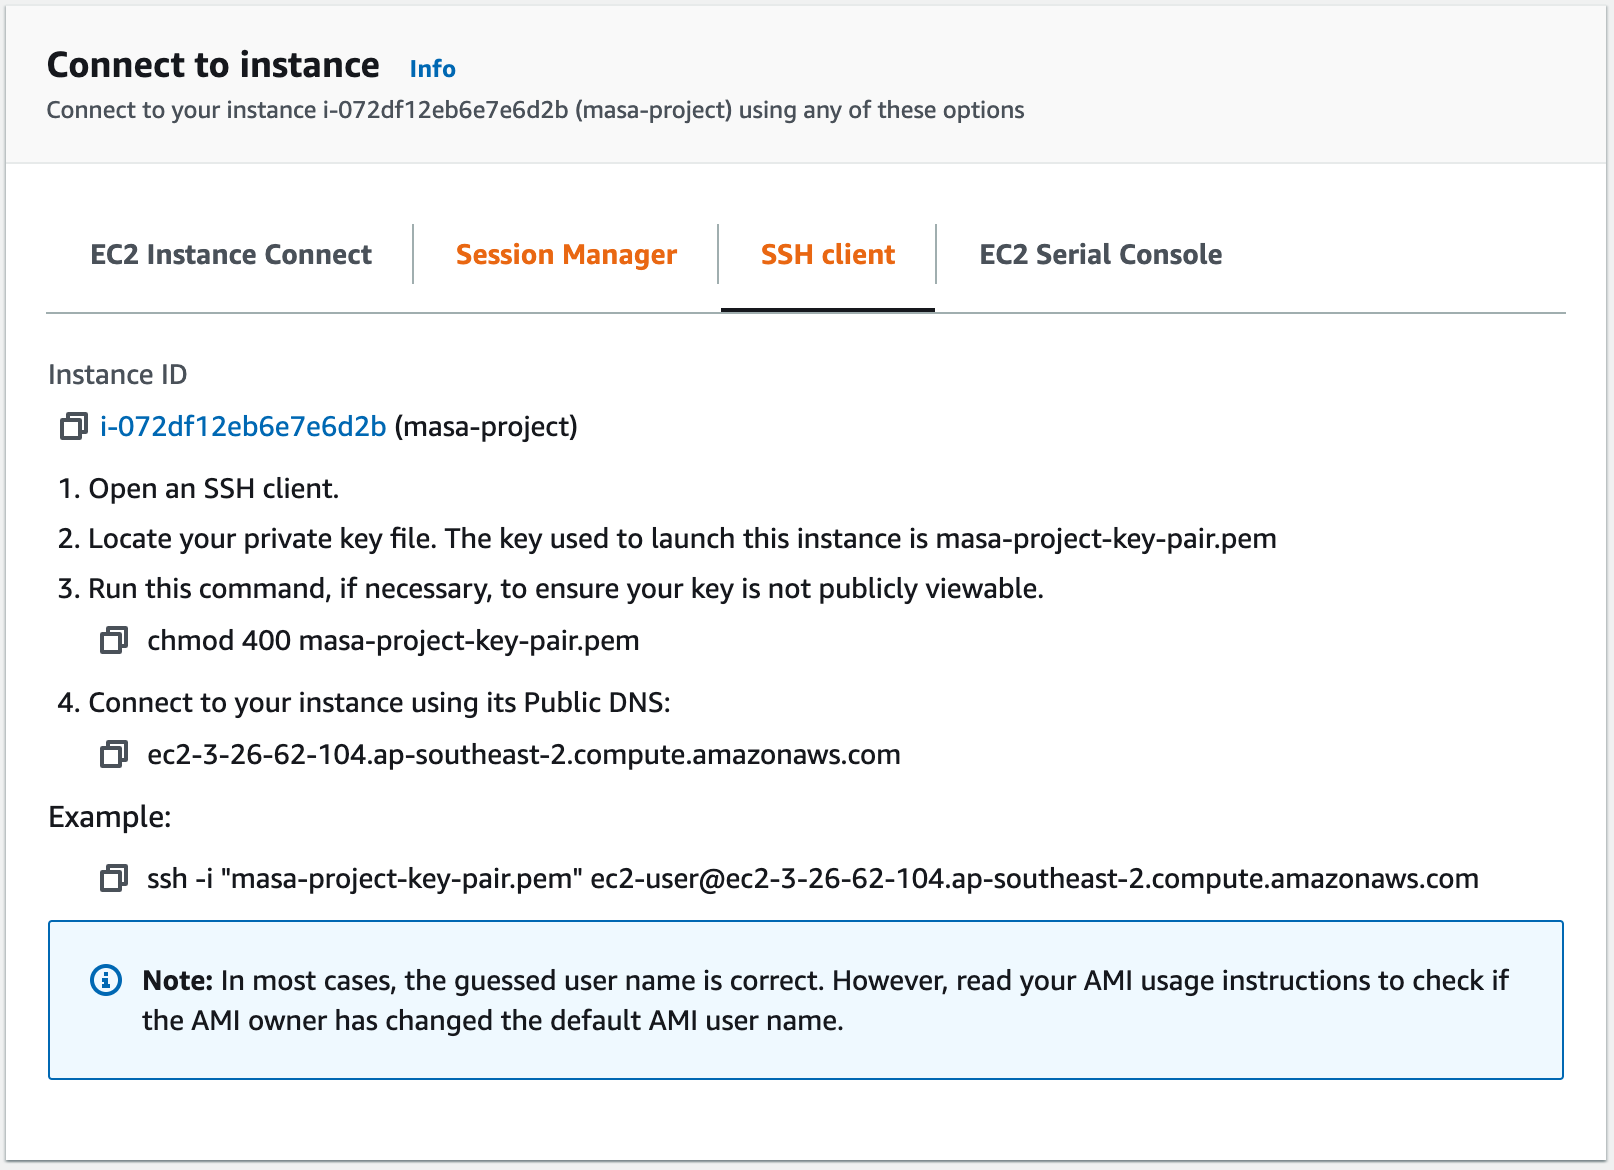 Connect to instance Info
Connect to your instance i-072df12eb6e7e6d2b (masa-project) using any of these options
EC2 Instance Connect
Session Manager
SSH client
EC2 Serial Console
Instance ID
i-072df12eb6e7e6d2b (masa-project)
1. Open an SSH client.
2. Locate your private key file. The key used to launch this instance is masa-project-key-pair.pem
3. Run this command, if necessary, to ensure your key is not publicly viewable.
chmod 400 masa-project-key-pair.pem
4. Connect to your instance using its Public DNS:
ec2-3-26-62-104.ap-southeast-2.compute.amazonaws.com
Example:
ssh -i "masa-project-key-pair.pem" ec2-user@ec2-3-26-62-104.ap-southeast-2.compute.amazonaws.com
Note: In most cases, the guessed user name is correct. However, read your AMI usage instructions to check if
the AMI owner has changed the default AMI user name.